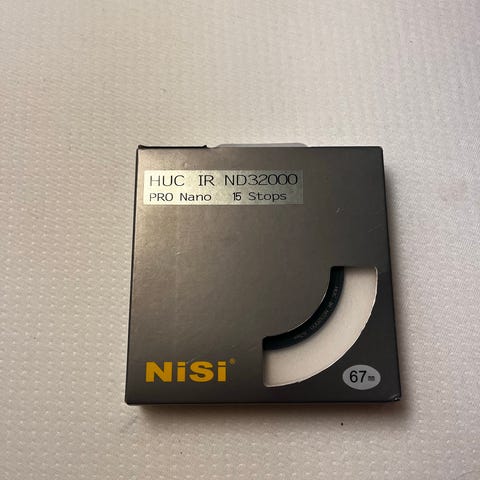 HUC IR ND32000
PRO Nano 15 Stops
NiSi®
67mm